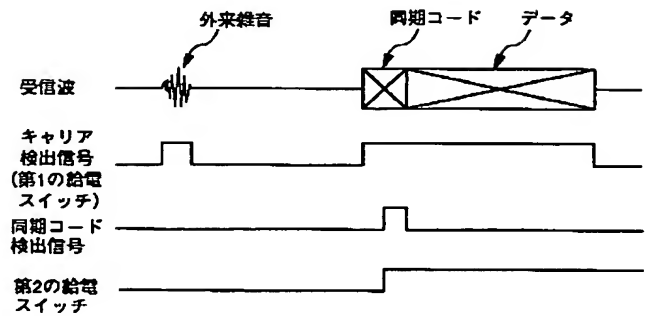 外来雑音
同期コード
データ
受信波
キャリア
検出信号
(第1の給電
スイッチ)
同期コード
検出信号
第2の給電
スイッチ